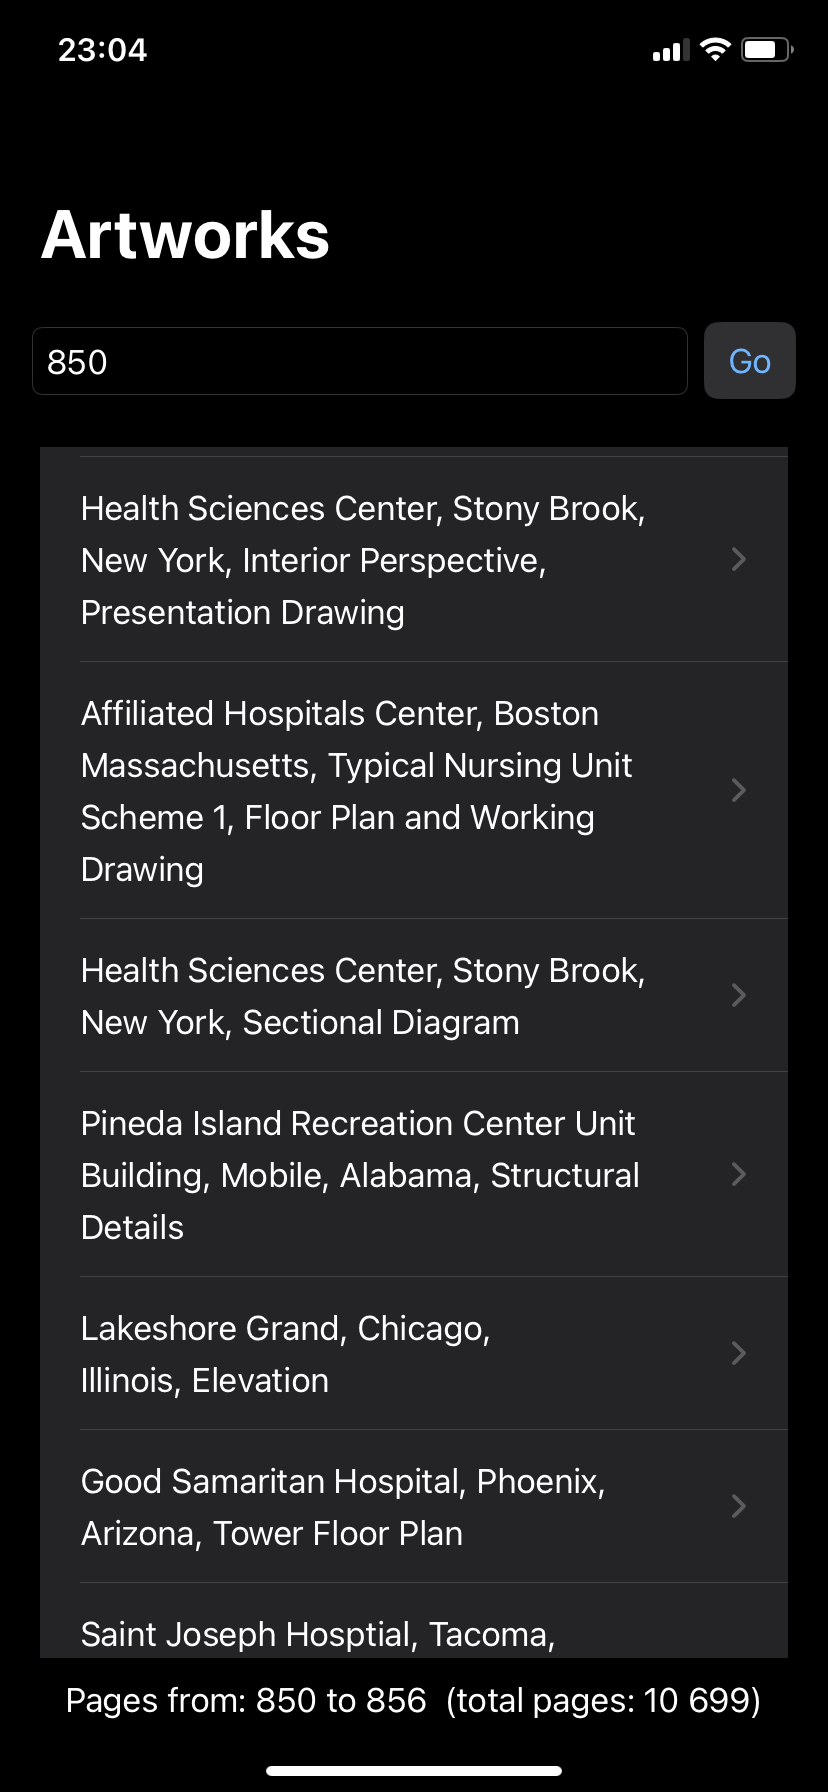 23:04
Artworks
850
Go
Health Sciences Center, Stony Brook,
New York, Interior Perspective,
Presentation Drawing
Affiliated Hospitals Center, Boston
Massachusetts, Typical Nursing Unit
Scheme 1, Floor Plan and Working
Drawing
Health Sciences Center, Stony Brook,
New York, Sectional Diagram
Pineda Island Recreation Center Unit
Building, Mobile, Alabama, Structural
Details
Lakeshore Grand, Chicago,
Illinois, Elevation
Good Samaritan Hospital, Phoenix,
Arizona, Tower Floor Plan
Saint Joseph Hosptial, Tacoma,
Pages from: 850 to 856  (total pages: 10 699)